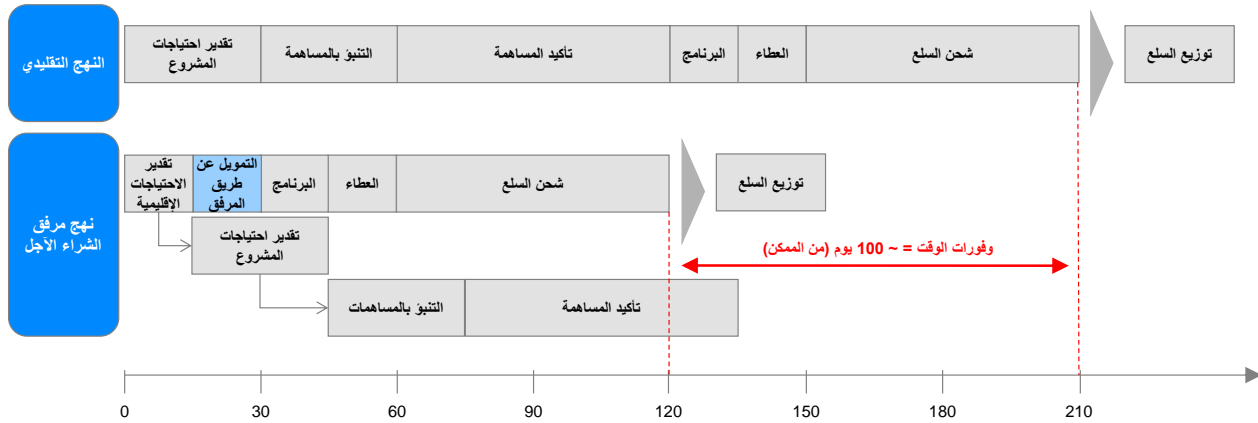 النهج التقليدي
تقدير احتياجات
المشروع
التنبؤ بالمساهمة
تأكيد المساهمة
البرنامج
العطاء
شحن السلع
توزيع السلع
نهج مرفق
الشراء الآجل
تقدير
الاحتياجات
الإقليمية
التمويل عن
طريق
المرفق
البرنامج
العطاء
شحن السلع
توزيع السلع
تقدير احتياجات
المشروع
وفورات الوقت = ~ 100 يوم (من الممكن)
التنبؤ بالمساهمات
تأكيد المساهمة
0 30 60 90 120 150 180 210